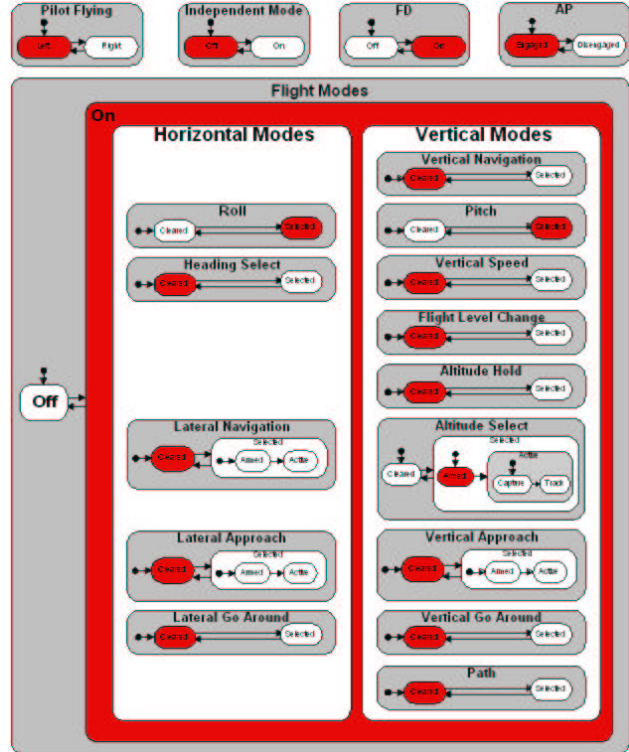 Pilot Flying
Independent Mode
FD
AP
Left
Right
Off
On
Off
On
Engaged
Disengaged
Flight Modes
On
Off
Horizontal Modes
Roll
Cleared
Selected
Heading Select
Cleared
Selected
Lateral Navigation
Cleared
Selected
Armed
Active
Lateral Approach
Cleared
Selected
Armed
Active
Lateral Go Around
Cleared
Selected
Vertical Modes
Vertical Navigation
Cleared
Selected
Pitch
Cleared
Selected
Vertical Speed
Cleared
Selected
Flight Level Change
Cleared
Selected
Altitude Hold
Cleared
Selected
Altitude Select
Selected
Cleared
Armed
Active
Capture
Track
Vertical Approach
Cleared
Selected
Armed
Active
Vertical Go Around
Cleared
Selected
Path
Cleared
Selected